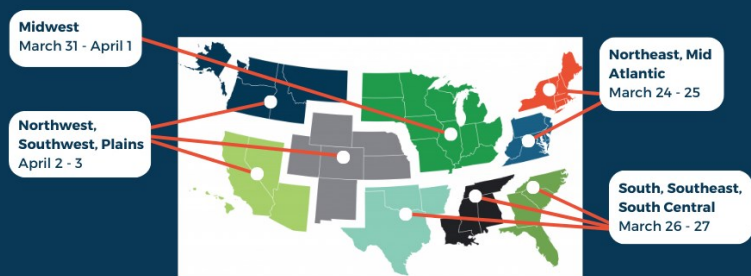 Midwest
March 31 - April 1
Northwest,
Southwest, Plains
April 2 - 3
Northeast, Mid
Atlantic
March 24 - 25
South, Southeast,
South Central
March 26 - 27